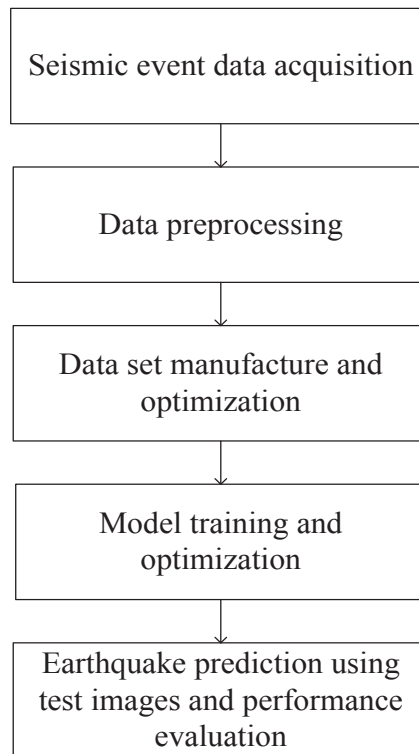 Seismic event data acquisition
Data preprocessing
Data set manufacture and
optimization
Model training and
optimization
Earthquake prediction using
test images and performance
evaluation